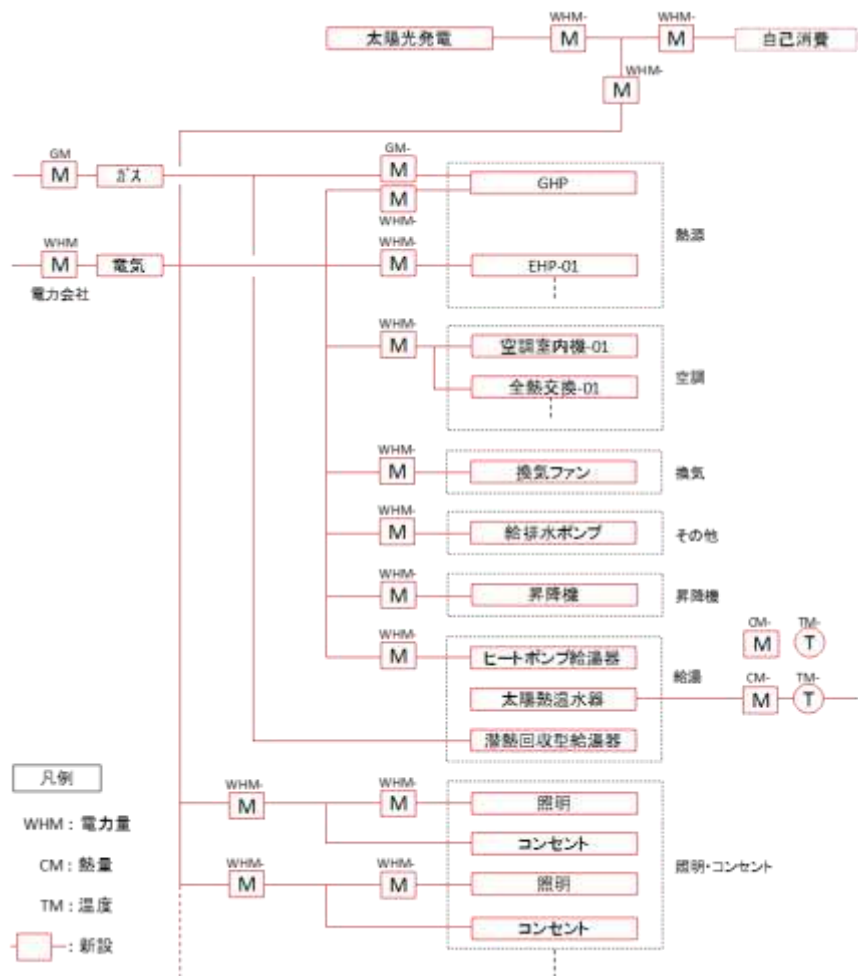 WHM- WHM-
太陽光発電 M M 自己消費
WHM-
M
GM GM-
M ガス M GHP
M
WHM-
熱源
WHM WHM-
M 電気 M EHP-01
電力会社
WHM-
M 空調室内機-01
空調
全熱交換-01
WHM-
M 換気ファン 換気
WHM-
M 給排水ポンプ その他
WHM-
M 昇降機 昇降機
CM- TM-
M T
WHM-
M ヒートポンプ給湯器
給湯 CM- TM-
太陽熱温水器 M T
潜熱回収型給湯器
凡例
WHM- WHM-
M M 照明
WHM : 電力量
コンセント
CM : 熱量
照明・コンセント
WHM- WHM-
M M 照明
TM : 温度
コンセント
: 新設